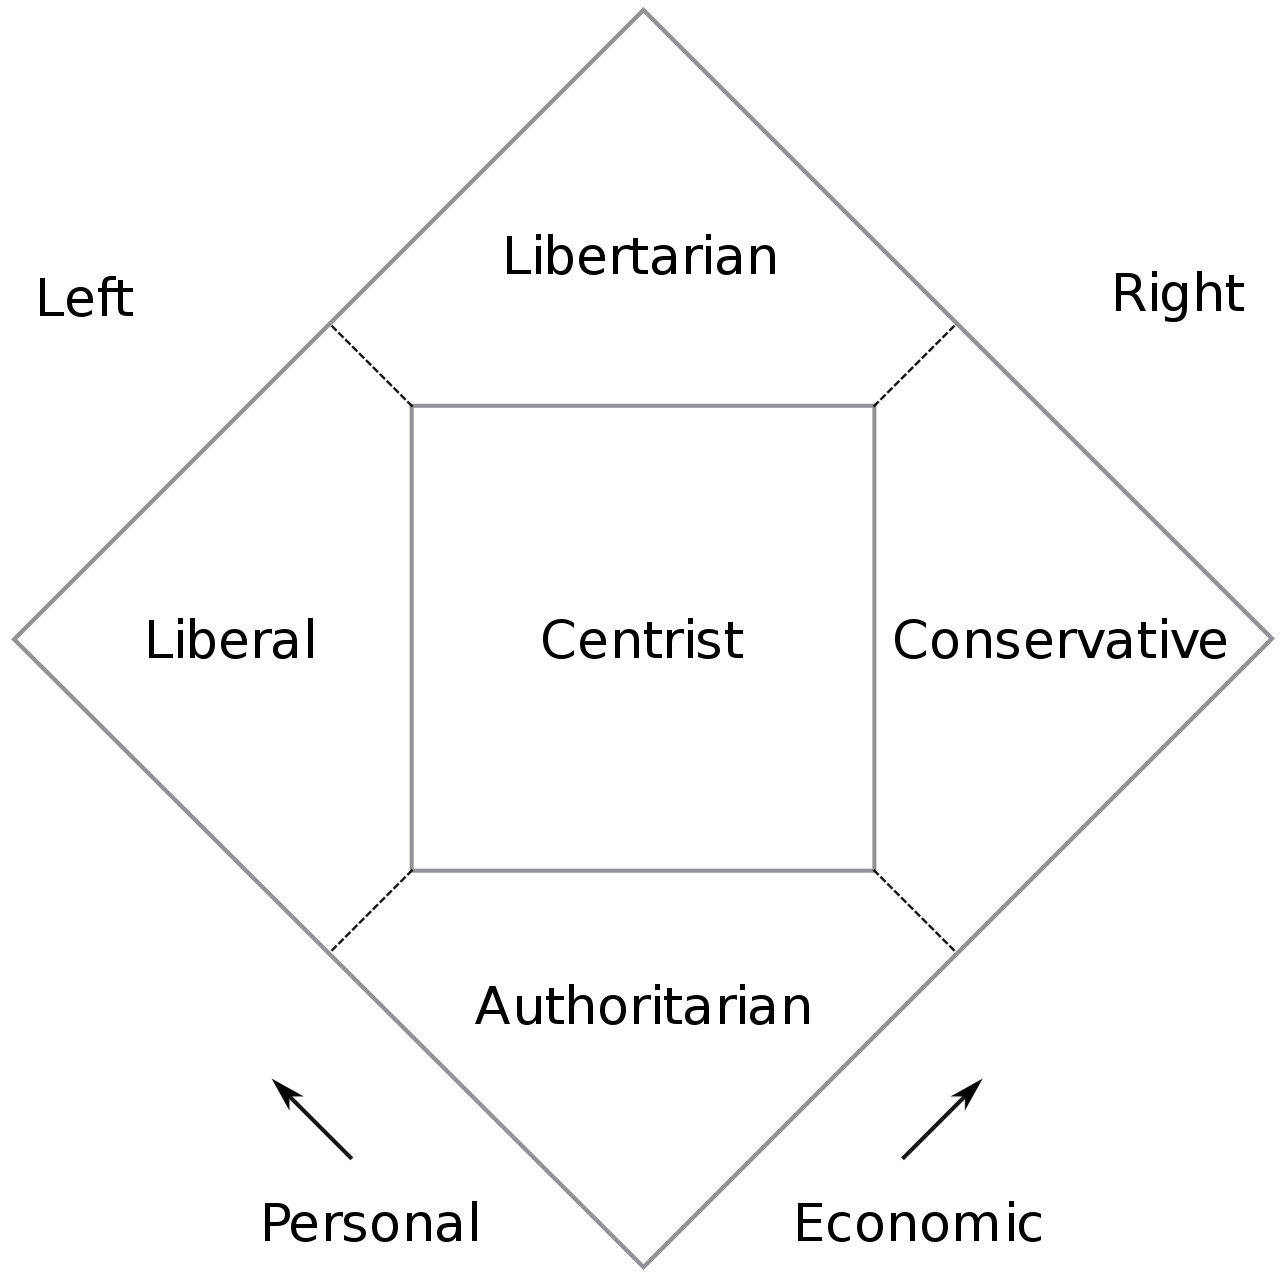 Libertarian
Left
Right
Liberal
Centrist
Conservative
Authoritarian
Personal
Economic